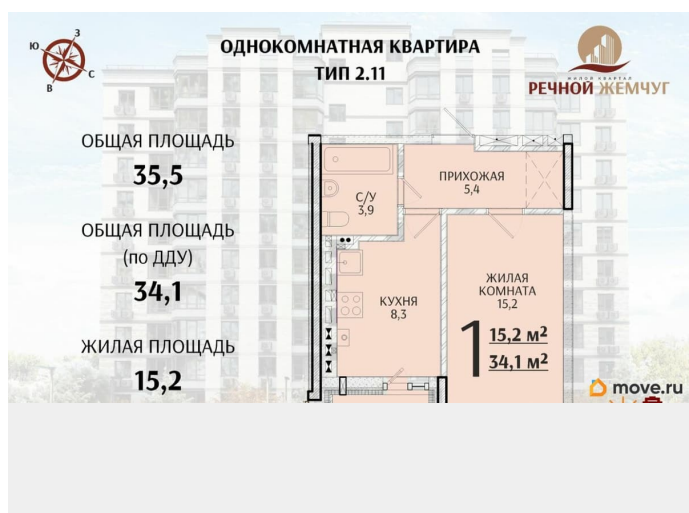 З
Ю
С
В
ОДНОКОМНАТНАЯ КВАРТИРА
ТИП 2.11
ЖИЛОЙ КВАРТАЛ
РЕЧНОЙ ЖЕМЧУГ
ОБЩАЯ ПЛОЩАДЬ
35,5
ОБЩАЯ ПЛОЩАДЬ
(по ДДУ)
34,1
ЖИЛАЯ ПЛОЩАДЬ
15,2
ПРИХОЖАЯ
5,4
С/У
3,9
КУХНЯ
8,3
ЖИЛАЯ
КОМНАТА
15,2
1
15,2 м²
34,1 м²
move.ru